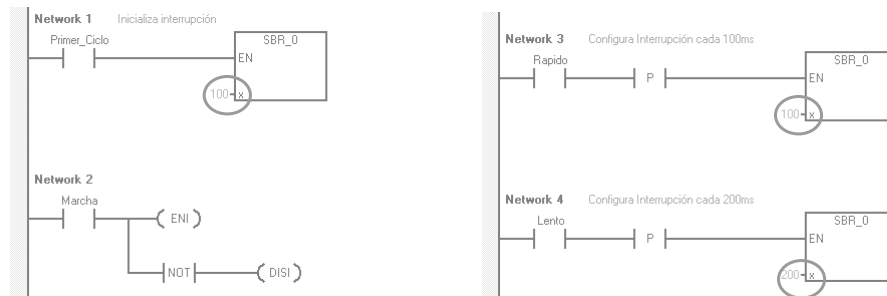 Network 1 Inicializa interrupción
Primer_Ciclo
SBR_0
EN
100 x
Network 2
Marcha
ENI
NOT
DISI
Network 3 Configura Interrupción cada 100ms
Rapido
P
SBR_0
EN
100 x
Network 4 Configura Interrupción cada 200ms
Lento
P
SBR_0
EN
200 x